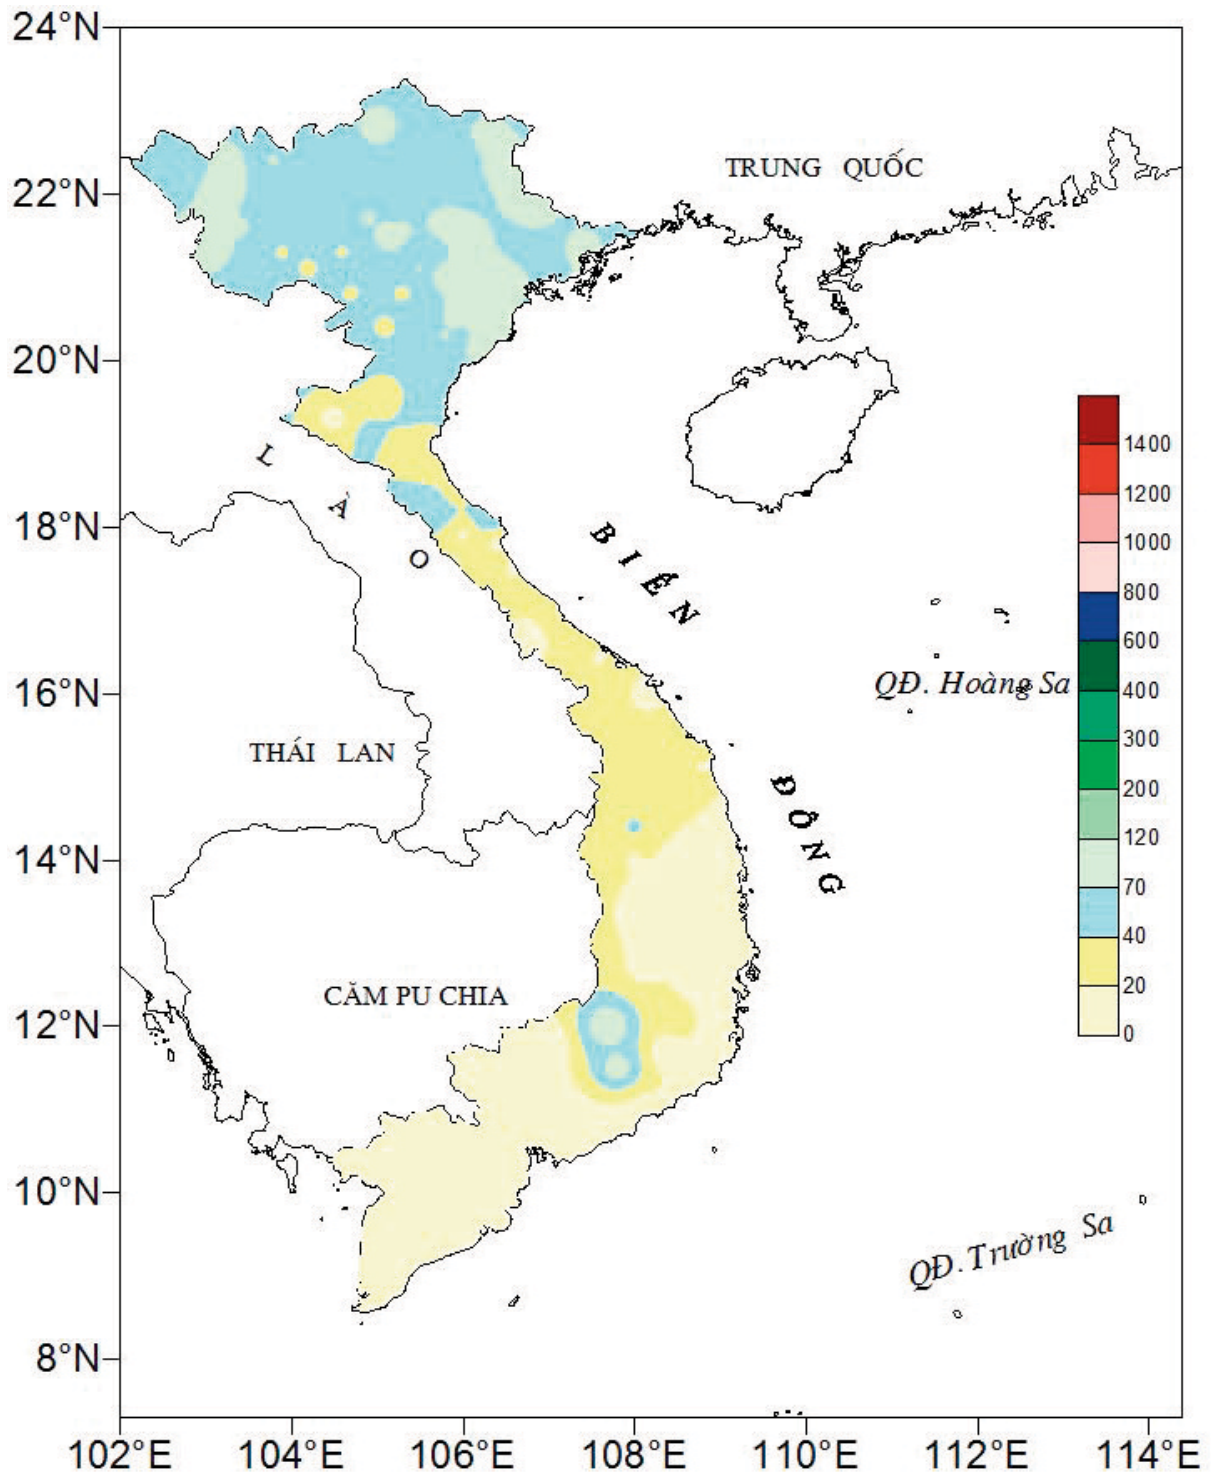 24°N
22°N
20°N
18°N
16°N
14°N
12°N
10°N
8°N
102°E 104°E 106°E 108°E 110°E 112°E 114°E
TRUNG QUỐC
LÀO
BIỂN ĐÔNG
QĐ. Hoàng Sa
THÁI LAN
CĂM PU CHIA
QĐ. Trường Sa
1400
1200
1000
800
600
400
300
200
120
70
40
20
0